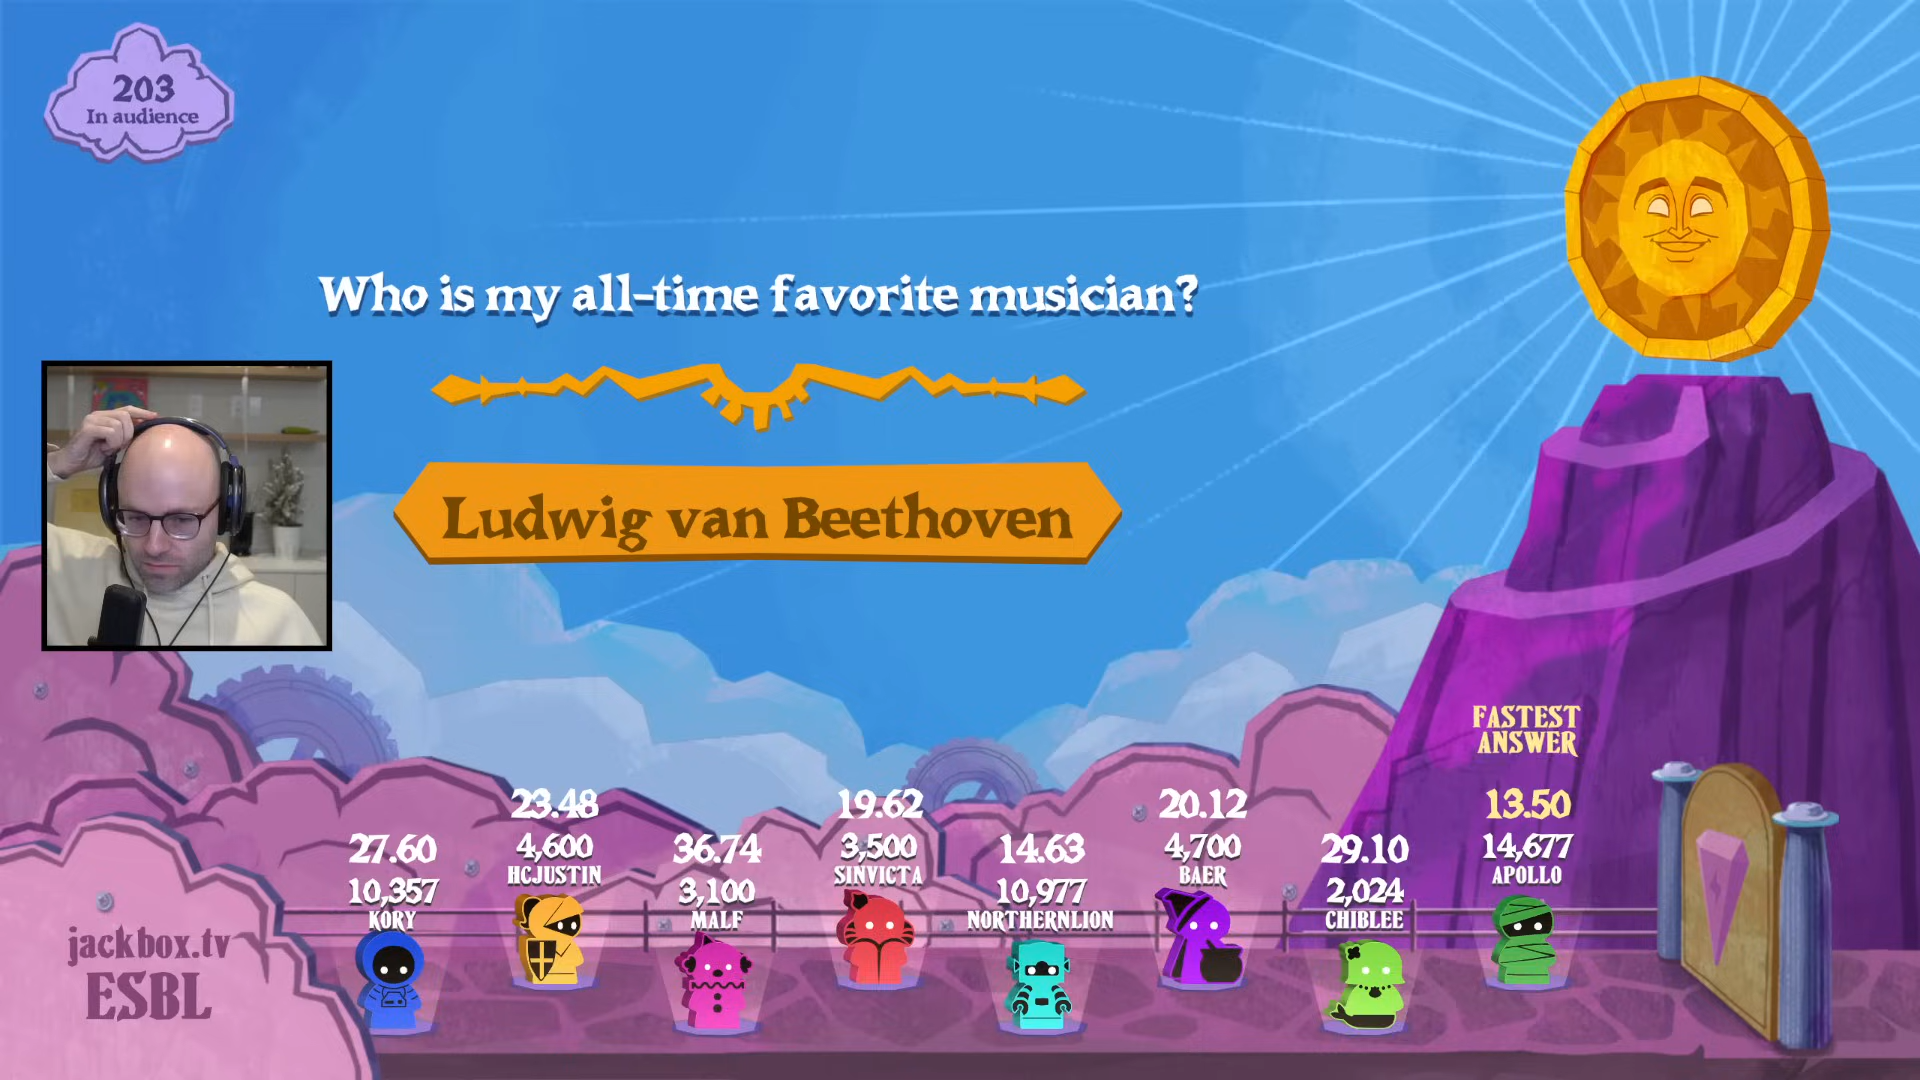 203
In audience
Who is my all-time favorite musician?
Ludwig van Beethoven
FASTEST
ANSWER
27.60
10,357
KORY
23.48
4,600
HCJUSTIN
36.74
3,100
MALF
19.62
3,500
SINVICTA
14.63
10,977
NORTHERNLION
20.12
4,700
BAER
29.10
2,024
CHIBLEE
13.50
14,677
APOLLO
jackbox.tv
ESBL